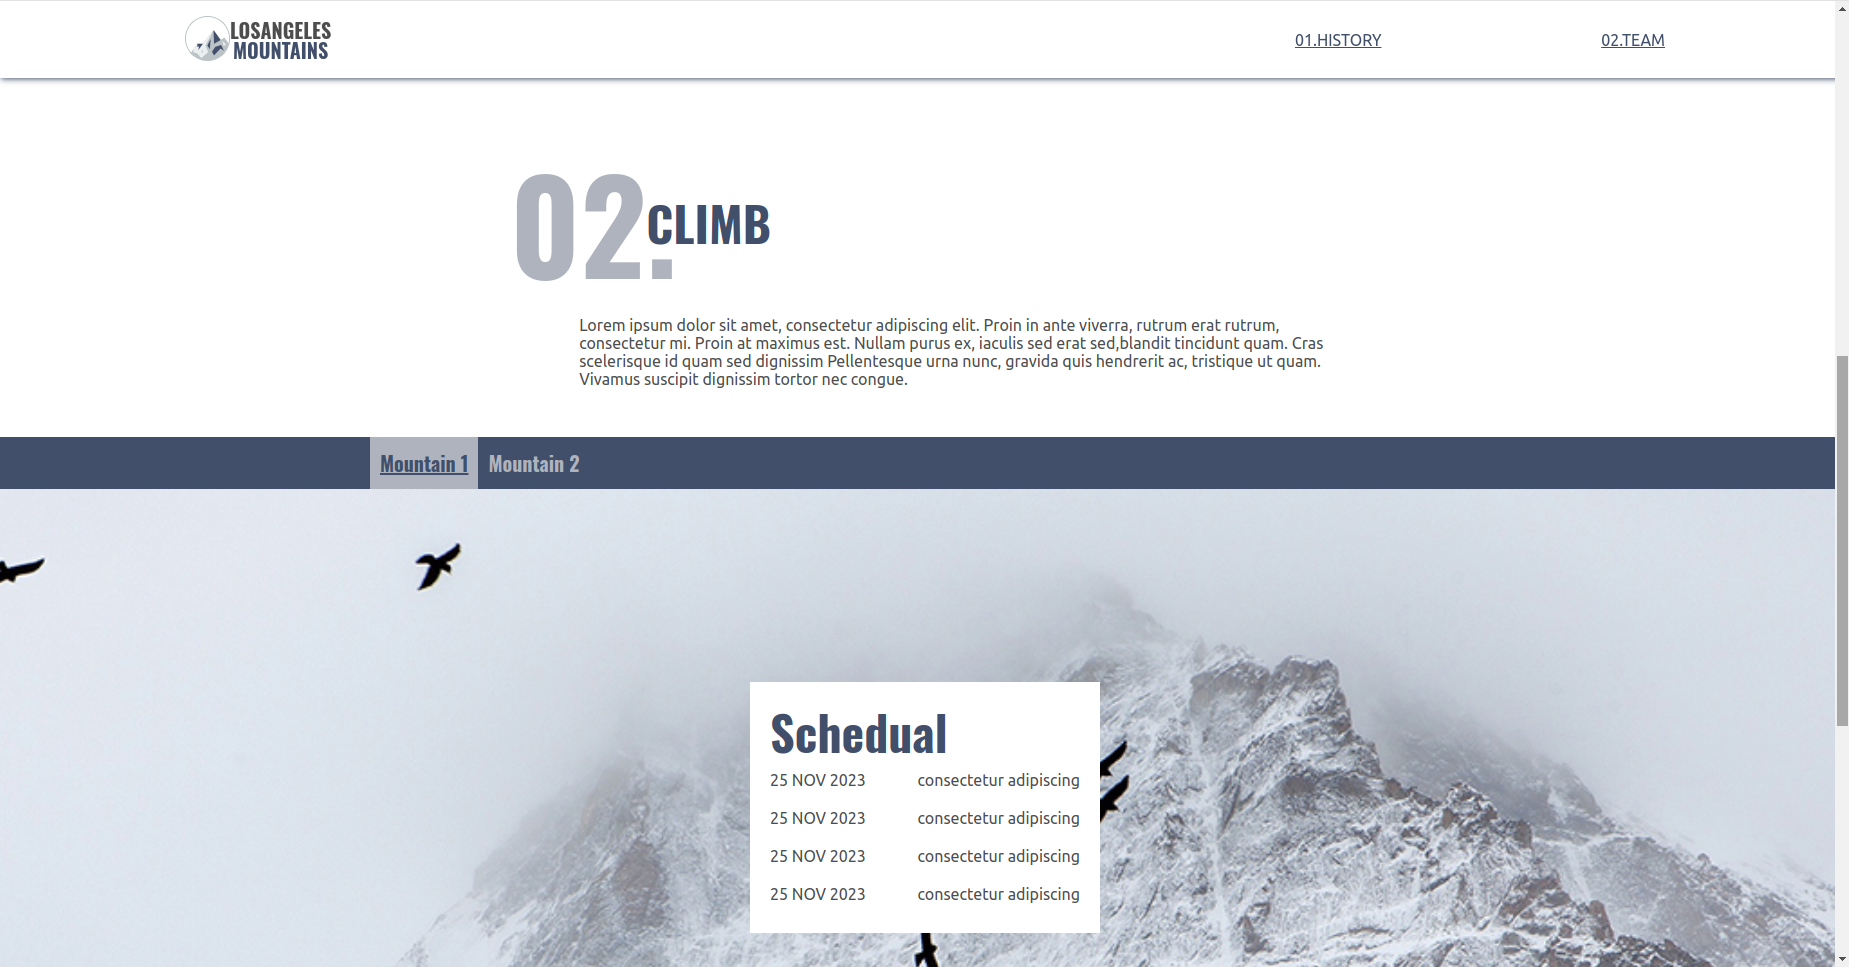 LOSANGELES
MOUNTAINS
01.HISTORY
02.TEAM
02.
CLIMB
Lorem ipsum dolor sit amet, consectetur adipiscing elit. Proin in ante viverra, rutrum erat rutrum,
consectetur mi. Proin at maximus est. Nullam purus ex, iaculis sed erat sed,blandit tincidunt quam. Cras
scelerisque id quam sed dignissim Pellentesque urna nunc, gravida quis hendrerit ac, tristique ut quam.
Vivamus suscipit dignissim tortor nec congue.
Mountain 1
Mountain 2
Schedual
25 NOV 2023 consectetur adipiscing
25 NOV 2023 consectetur adipiscing
25 NOV 2023 consectetur adipiscing
25 NOV 2023 consectetur adipiscing